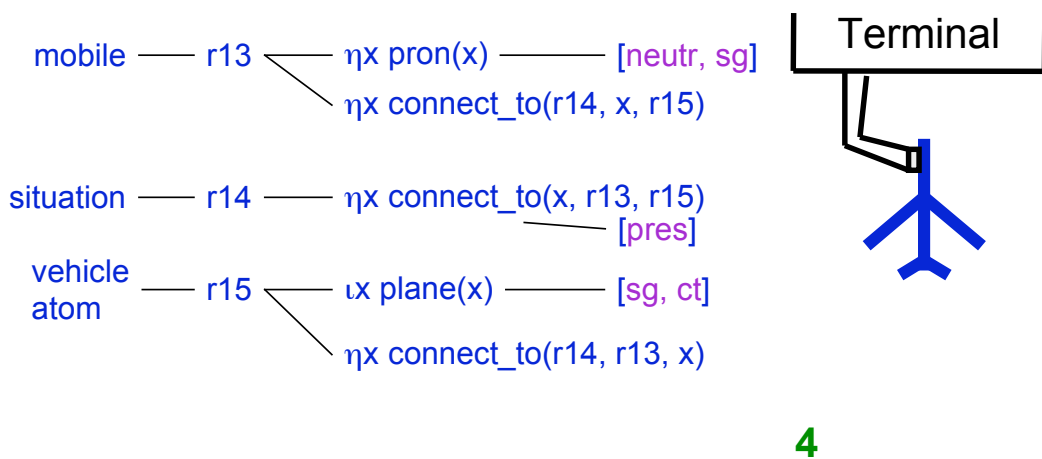 Terminal
mobile r13 ηx pron(x) [neutr, sg]
ηx connect_to(r14, x, r15)
situation r14 ηx connect_to(x, r13, r15)
[pres]
vehicle atom r15 ιx plane(x) [sg, ct]
ηx connect_to(r14, r13, x)
4